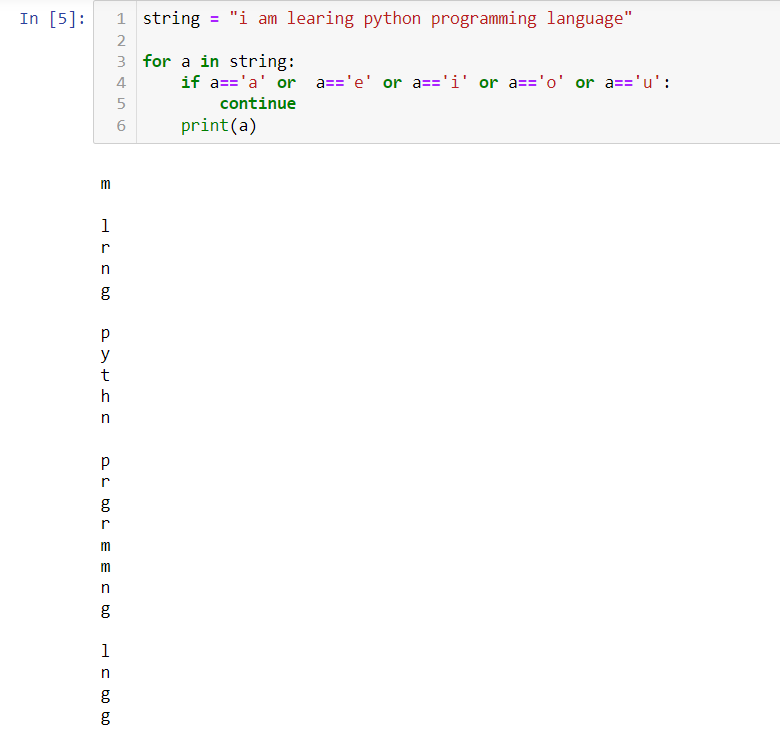 In [5]:
1 string = "i am learing python programming language"
2
3 for a in string:
4     if a=='a' or  a=='e' or a=='i' or a=='o' or a=='u':
5         continue
6     print(a)
m
l
r
n
g
p
y
t
h
n
p
r
g
r
m
m
n
g
l
n
g
g